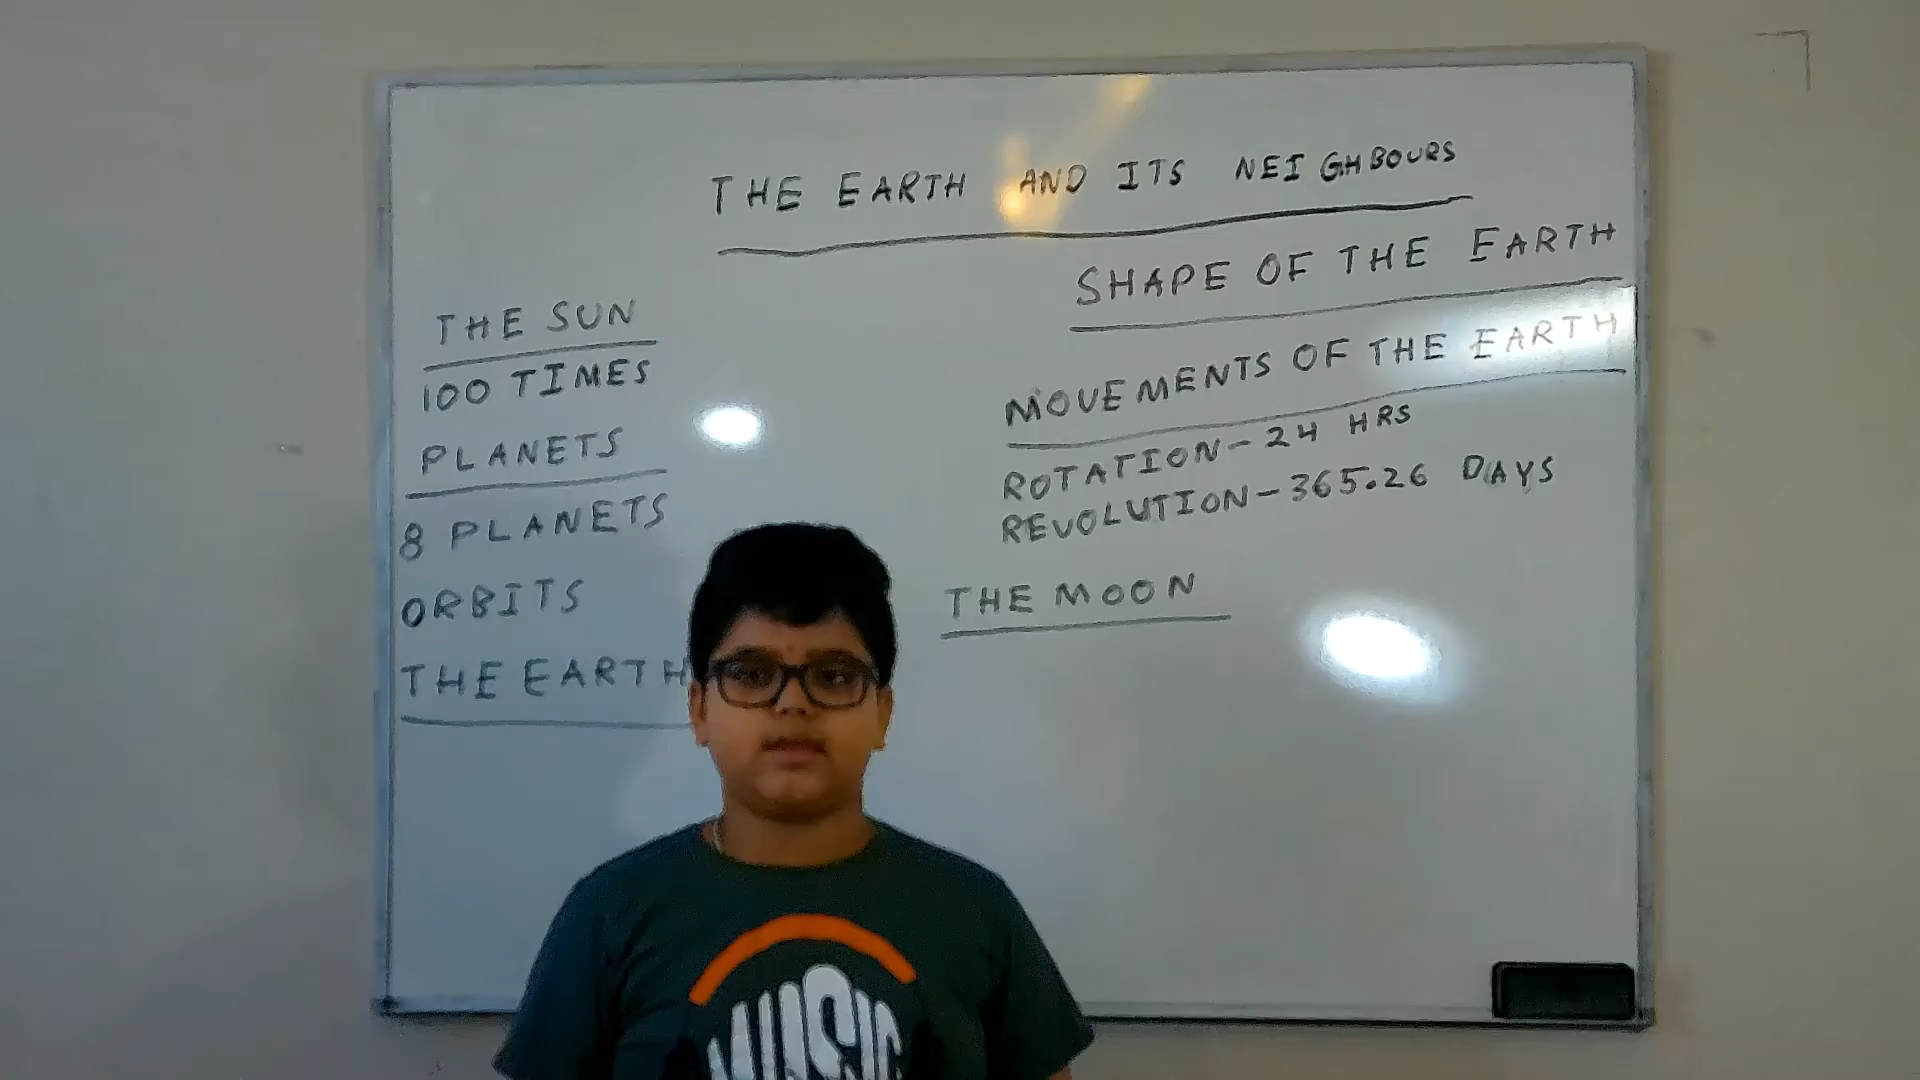 THE EARTH AND ITS NEIGHBOURS
THE SUN
100 TIMES
PLANETS
8 PLANETS
ORBITS
THE EARTH
SHAPE OF THE EARTH
MOVEMENTS OF THE EARTH
ROTATION-24 HRS
REVOLUTION-365.26 DAYS
THE MOON
MUSIC